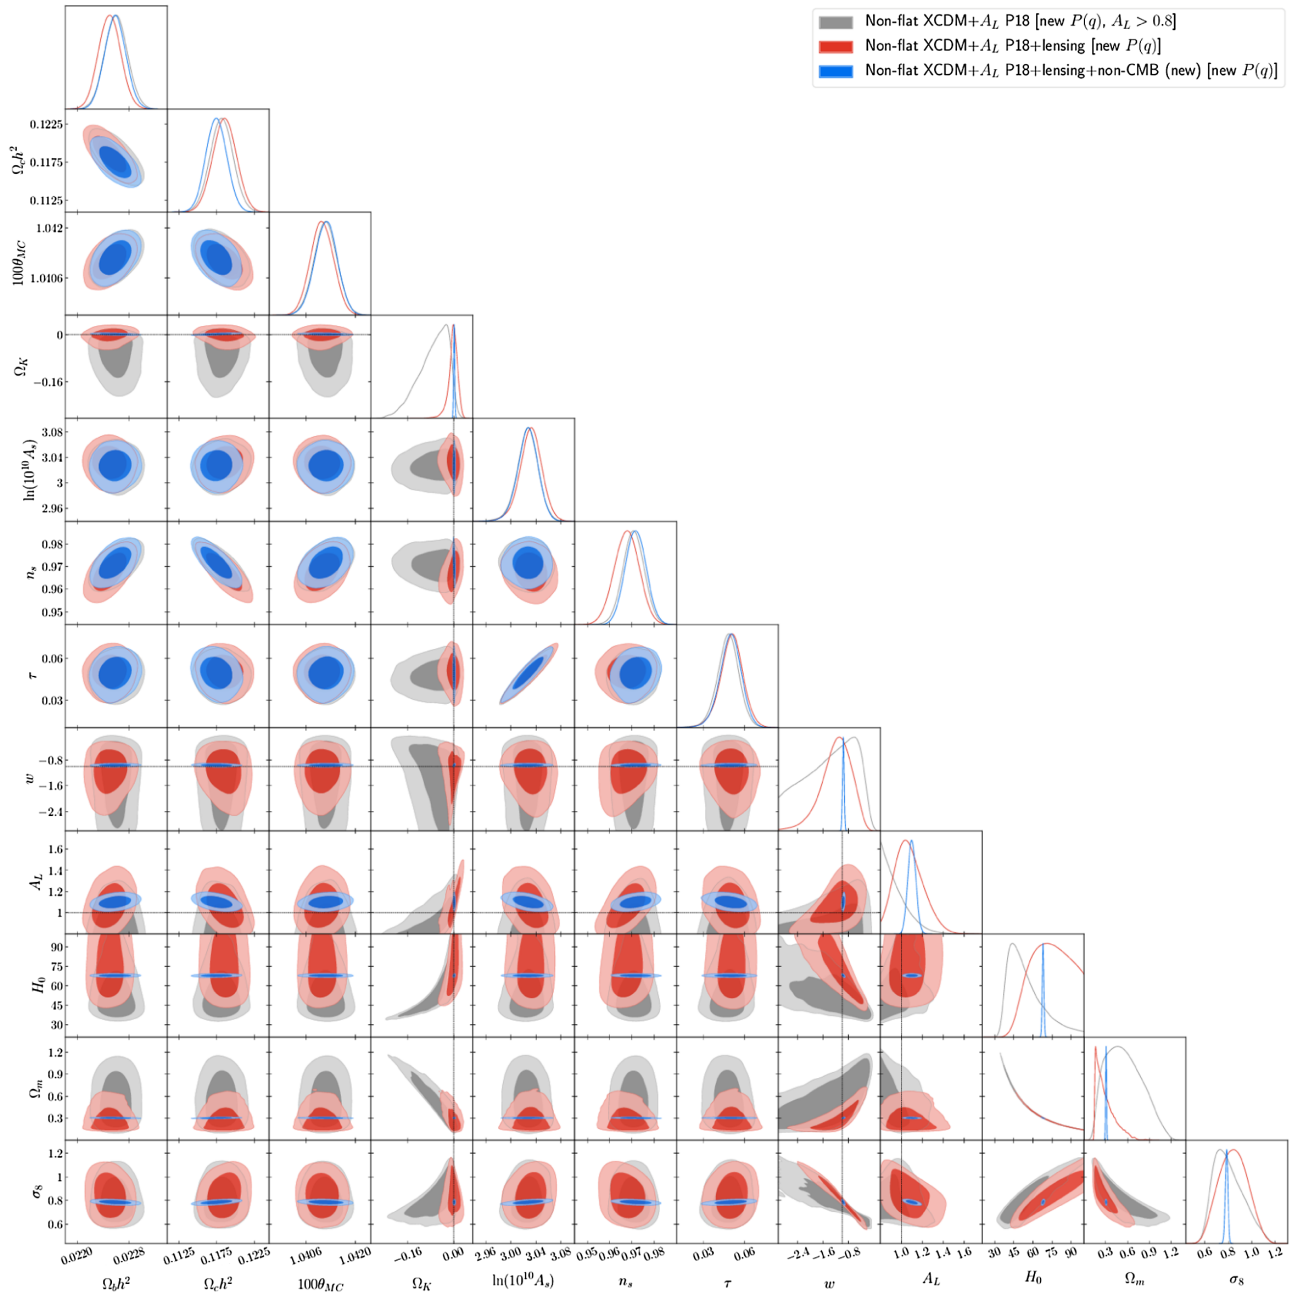 Non-flat XCDM+A_L P18 [new P(q), A_L > 0.8]
Non-flat XCDM+A_L P18+lensing [new P(q)]
Non-flat XCDM+A_L P18+lensing+non-CMB (new) [new P(q)]
0.1225
0.1175
0.1125
Ω_c h²
1.012
1.0106
100θ_MC
0
−0.16
Ω_K
3.08
3.04
3
2.96
ln(10¹⁰A_s)
0.98
0.97
0.96
0.95
n_s
0.06
0.03
τ
−0.8
−1.6
−2.4
w
1.6
1.4
1.2
1
A_L
90
75
60
45
30
H_0
1.2
0.9
0.6
0.3
Ω_m
1.2
1
0.8
0.6
σ_8
0.0220 0.0228 0.1125 0.1175 0.1225 1.0406 1.0420 −0.16 0.00 2.96 3.00 3.04 3.08 0.95 0.96 0.97 0.98 0.03 0.06 −2.4 −1.6 −0.8 1.0 1.2 1.4 1.6 30 45 60 75 90 0.3 0.6 0.9 1.2 0.6 0.8 1.0 1.2
Ω_b h² Ω_c h² 100θ_MC Ω_K ln(10¹⁰A_s) n_s τ w A_L H_0 Ω_m σ_8